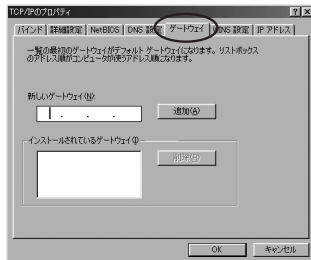 TCP/IPのプロパティ
バインド 詳細設定 NetBIOS DNS 設定 ゲートウェイ WINS 設定 IP アドレス
一覧の最初のゲートウェイがデフォルト ゲートウェイになります。リストボックス
のアドレス順がコンピュータが使うアドレス順になります。
新しいゲートウェイ(N):
. . .
追加(A)
インストールされているゲートウェイ(I)
削除(R)
OK キャンセル